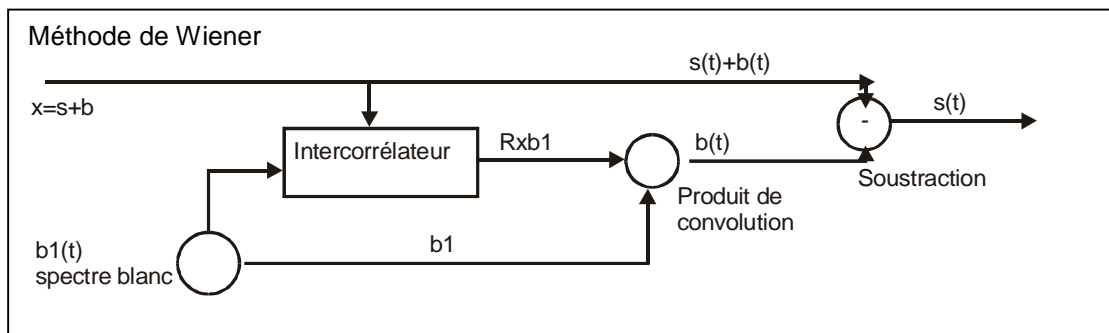 Méthode de Wiener
s(t)+b(t)
x=s+b
s(t)
-
Intercorrélateur
Rxb1
b(t)
Soustraction
Produit de
convolution
b1(t)
spectre blanc
b1